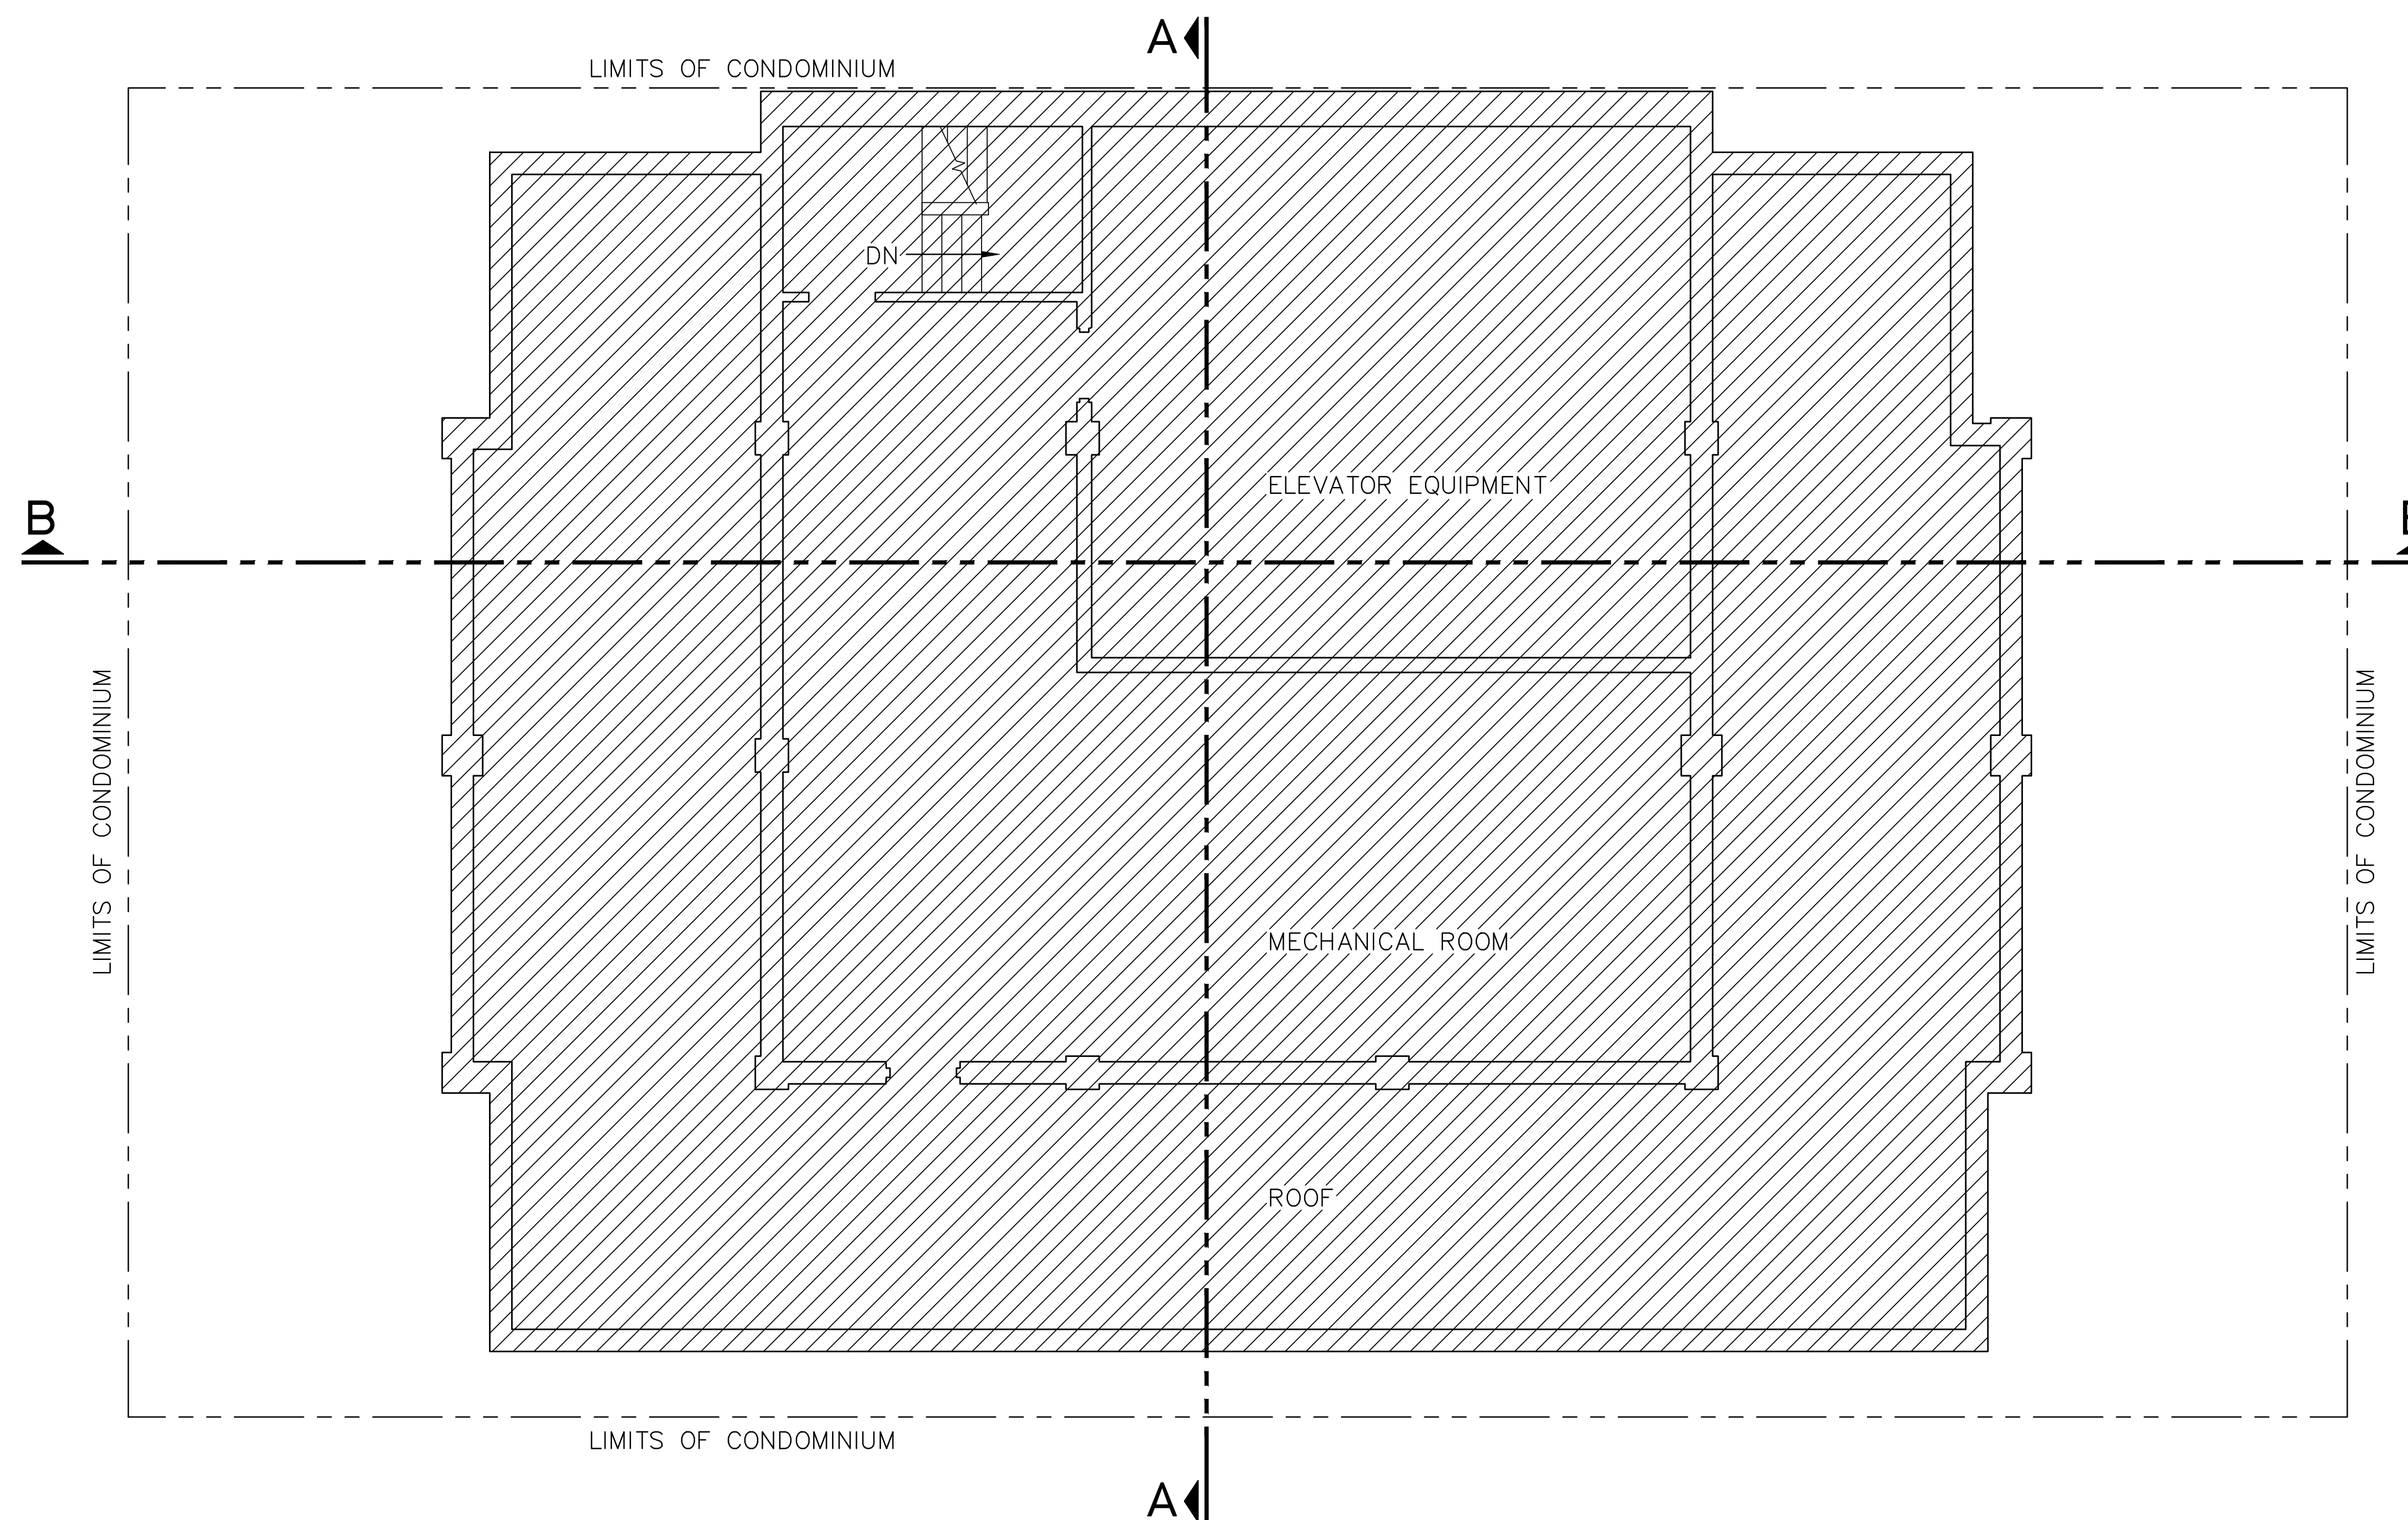 A
LIMITS OF CONDOMINIUM
DN
ELEVATOR EQUIPMENT
B
B
LIMITS OF CONDOMINIUM
LIMITS OF CONDOMINIUM
MECHANICAL ROOM
ROOF
LIMITS OF CONDOMINIUM
A